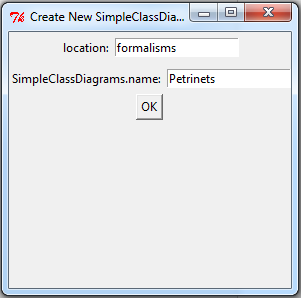 Create New SimpleClassDia...
location: formalisms
SimpleClassDiagrams.name: Petrinets
OK